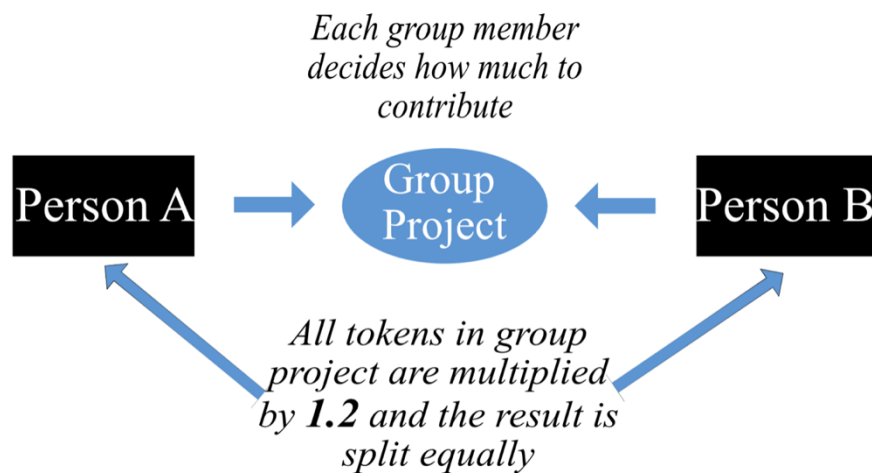 Each group member
decides how much to
contribute
Person A
Group
Project
Person B
All tokens in group
project are multiplied
by 1.2 and the result is
split equally